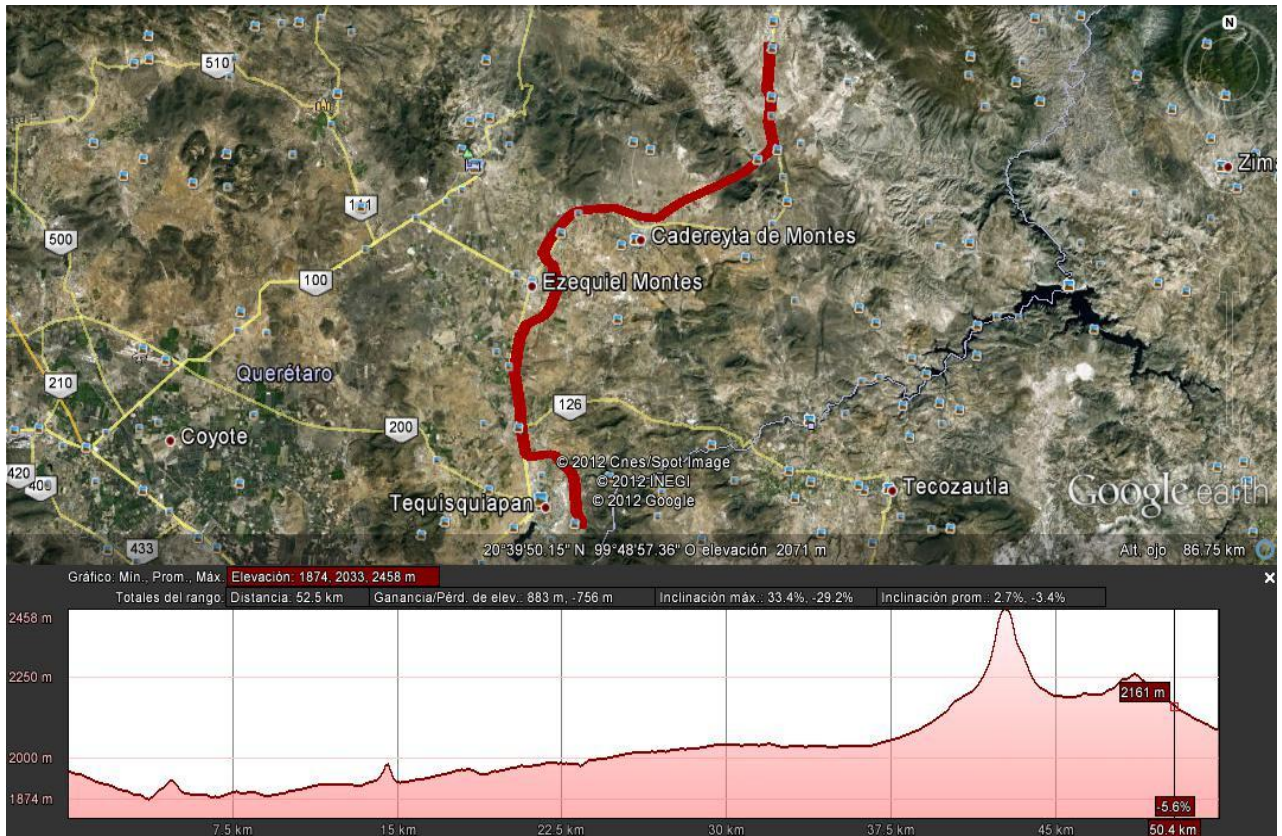 N
510
Zim.
111
500
Cadereyta de Montes
100
Ezequiel Montes
210
Querétaro
126
200
Coyote
© 2012 Cnes/Spot Image
420
© 2012 INEGI
Tecozautla
Google earth
© 2012 Google
Tequisquiapan
433
20°39'50.15" N 99°48'57.36" O elevación 2071 m
Alt. ojo 86.75 km
Gráfico: Mín., Prom., Máx. Elevación: 1874, 2033, 2458 m
Totales del rango: Distancia: 52.5 km Ganancia/Pérd. de elev.: 883 m, -756 m Inclinación máx.: 33.4%, -29.2% Inclinación prom.: 2.7%, -3.4%
2458 m
2250 m
2161 m
2000 m
1874 m
-5.6%
7.5 km 15 km 22.5 km 30 km 37.5 km 45 km 50.4 km